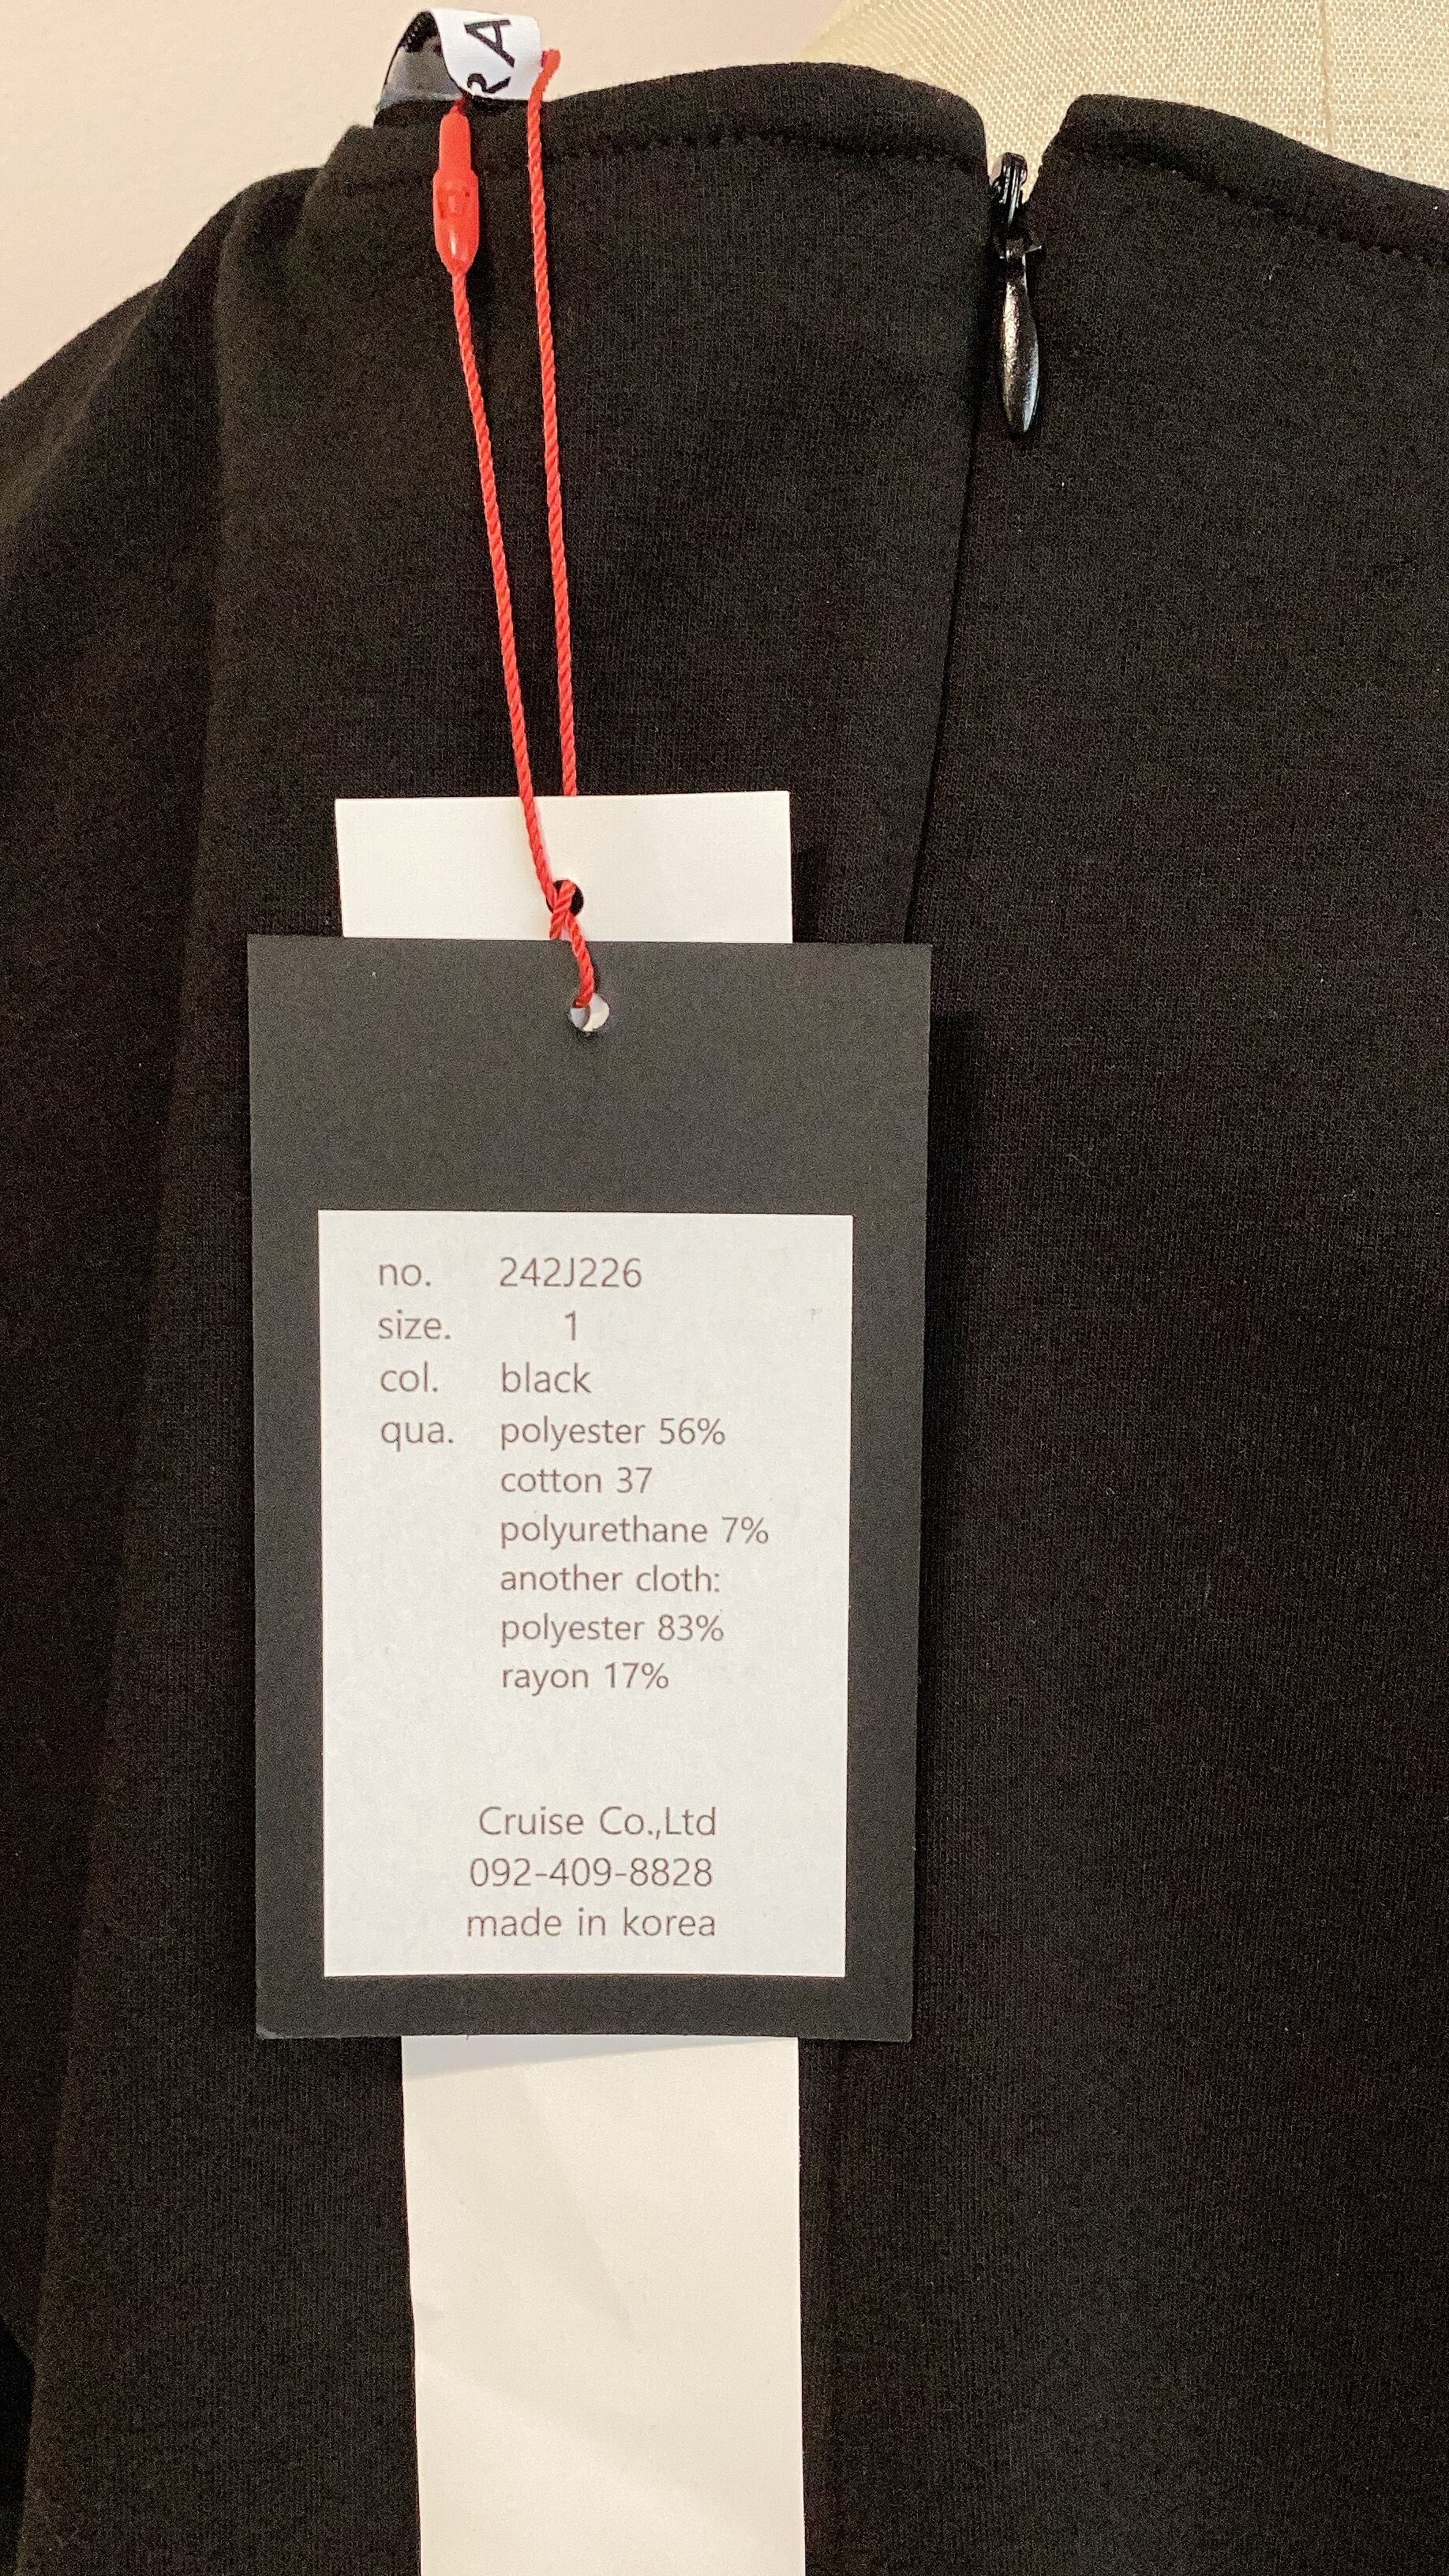 RA
no. 242J226
size. 1
col. black
qua. polyester 56%
cotton 37
polyurethane 7%
another cloth:
polyester 83%
rayon 17%
Cruise Co.,Ltd
092-409-8828
made in korea